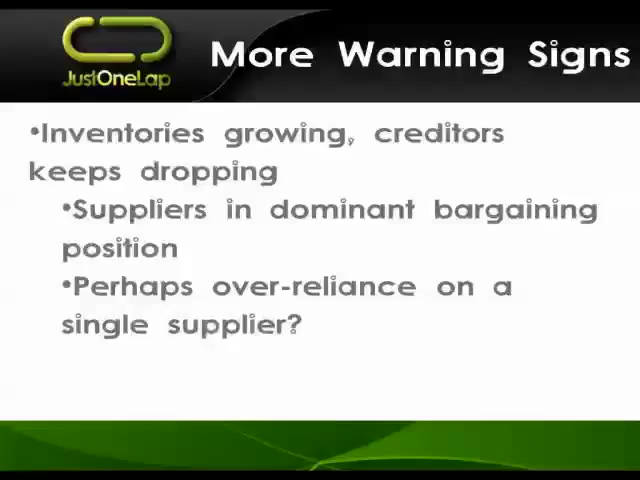 JustOneLap
More Warning Signs
•Inventories growing, creditors
keeps dropping
•Suppliers in dominant bargaining
position
•Perhaps over-reliance on a
single supplier?